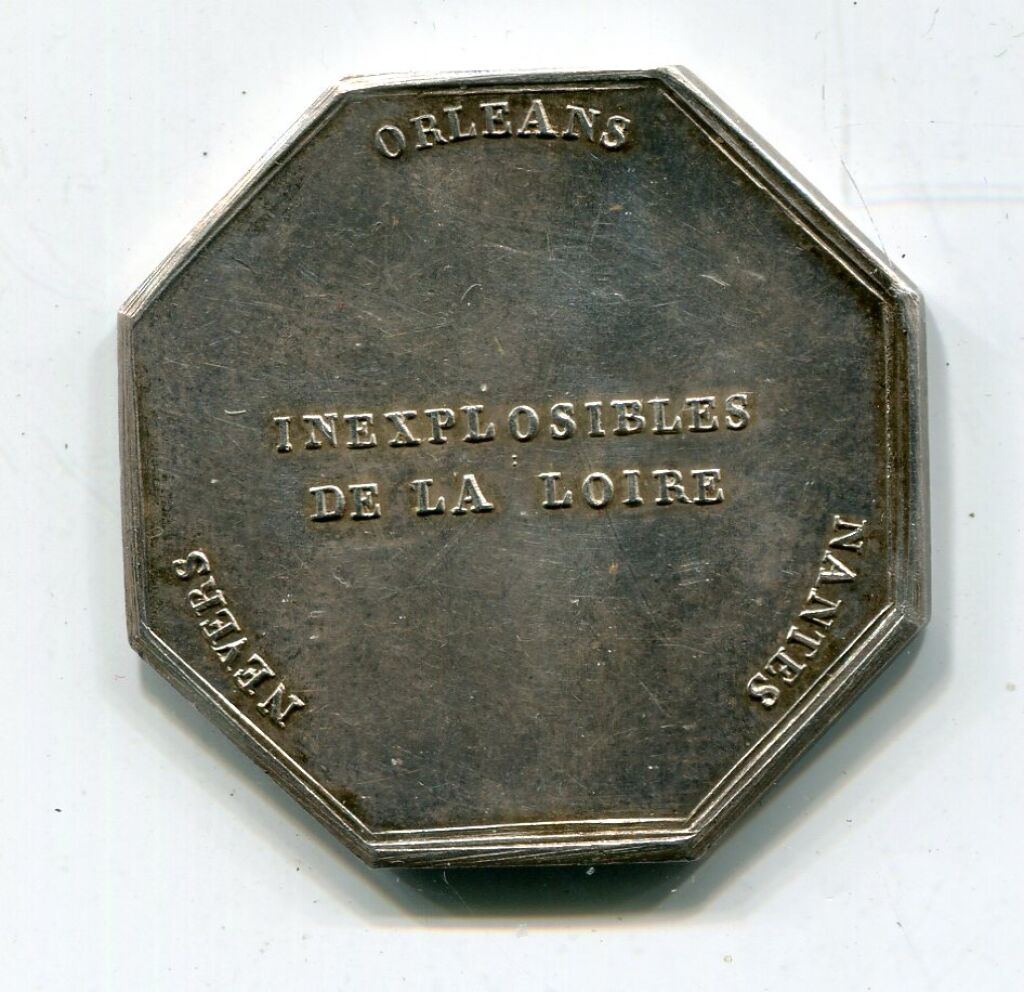 ORLEANS
INEXPLOSIBLES
DE LA LOIRE
NEVERS
NANTES